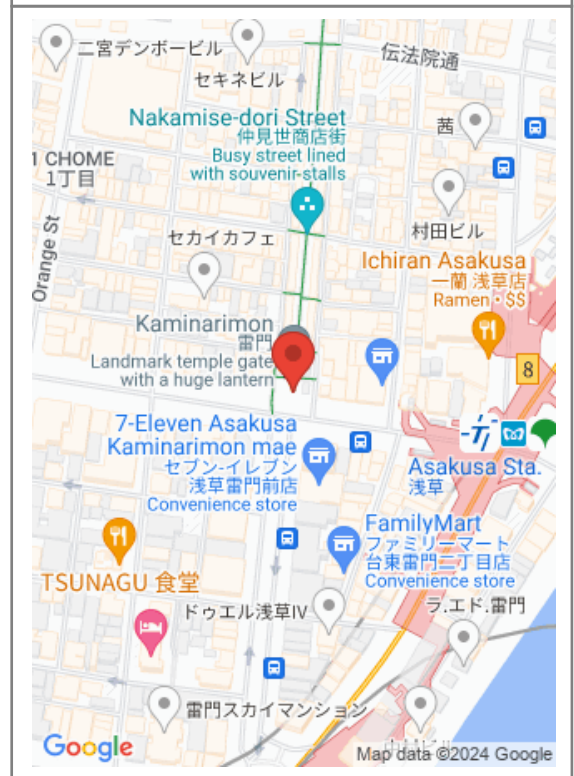 二宮デンボービル
伝法院通
セキネビル
Nakamise-dori Street
仲見世商店街
Busy street lined
with souvenir-stalls
茜
1 CHOME
1丁目
村田ビル
Orange St
セカイカフェ
Ichiran Asakusa
一蘭 浅草店
Ramen・$$
Kaminarimon
雷門
Landmark temple gate
with a huge lantern
8
7-Eleven Asakusa
Kaminarimon mae
セブン-イレブン
浅草雷門前店
Convenience store
Asakusa Sta.
浅草
FamilyMart
ファミリーマート
台東雷門二丁目店
Convenience store
TSUNAGU 食堂
ドゥエル浅草IV
ラ.エド.雷門
雷門スカイマンション
Google
Map data ©2024 Google